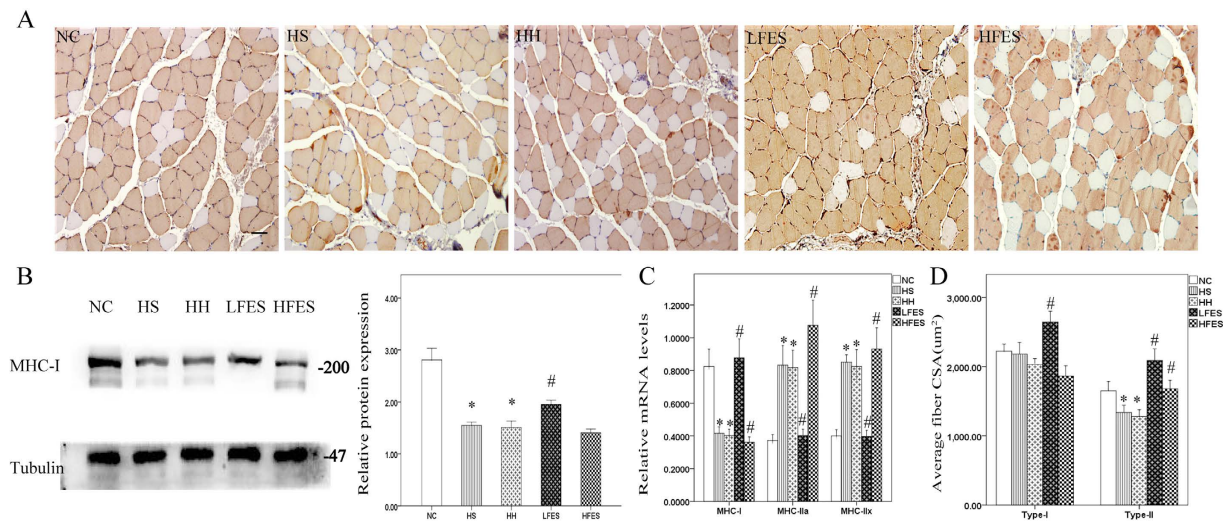 A
NC
HS
HH
LFES
HFES
B
NC HS HH LFES HFES
MHC-I
-200
Tubulin
-47
Relative protein expression
4.00
3.00
2.00
1.00
0.00
*
*
#
NC HS HH LFES HFES
C
Relative mRNA levels
1.2000
1.0000
0.8000
0.6000
0.4000
0.2000
0.0000
* * # #
* * # #
* * # #
MHC-I MHC-IIa MHC-IIx
NC
HS
HH
LFES
HFES
D
Average fiber CSA(um²)
3,000.00
2,000.00
1,000.00
.00
#
* * # #
Type-I Type-II
NC
HS
HH
LFES
HFES